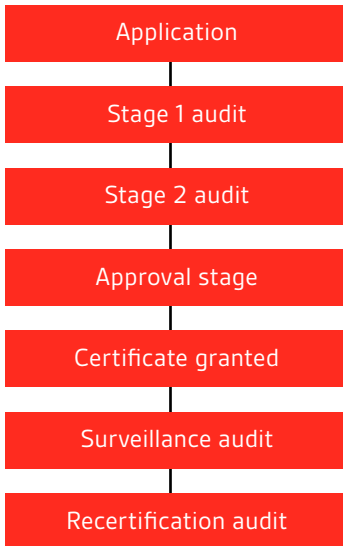 Application
Stage 1 audit
Stage 2 audit
Approval stage
Certificate granted
Surveillance audit
Recertification audit